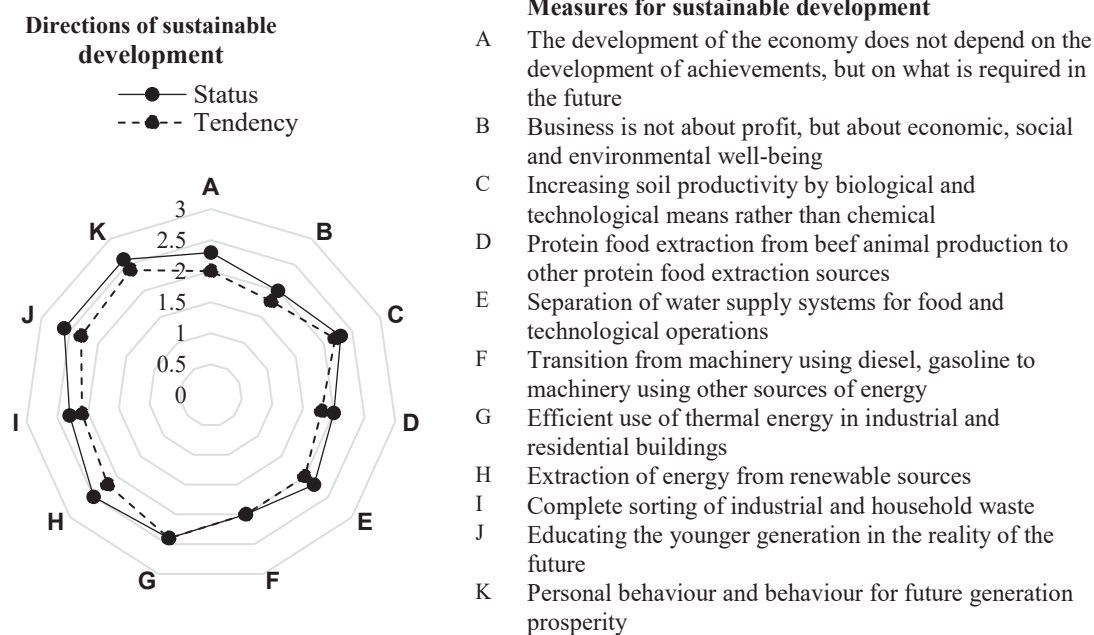 Directions of sustainable
development
Status
Tendency
A
B
C
D
E
F
G
H
I
J
K
3
2.5
2
1.5
1
0.5
0
Measures for sustainable development
A The development of the economy does not depend on the
development of achievements, but on what is required in
the future
B Business is not about profit, but about economic, social
and environmental well-being
C Increasing soil productivity by biological and
technological means rather than chemical
D Protein food extraction from beef animal production to
other protein food extraction sources
E Separation of water supply systems for food and
technological operations
F Transition from machinery using diesel, gasoline to
machinery using other sources of energy
G Efficient use of thermal energy in industrial and
residential buildings
H Extraction of energy from renewable sources
I Complete sorting of industrial and household waste
J Educating the younger generation in the reality of the
future
K Personal behaviour and behaviour for future generation
prosperity